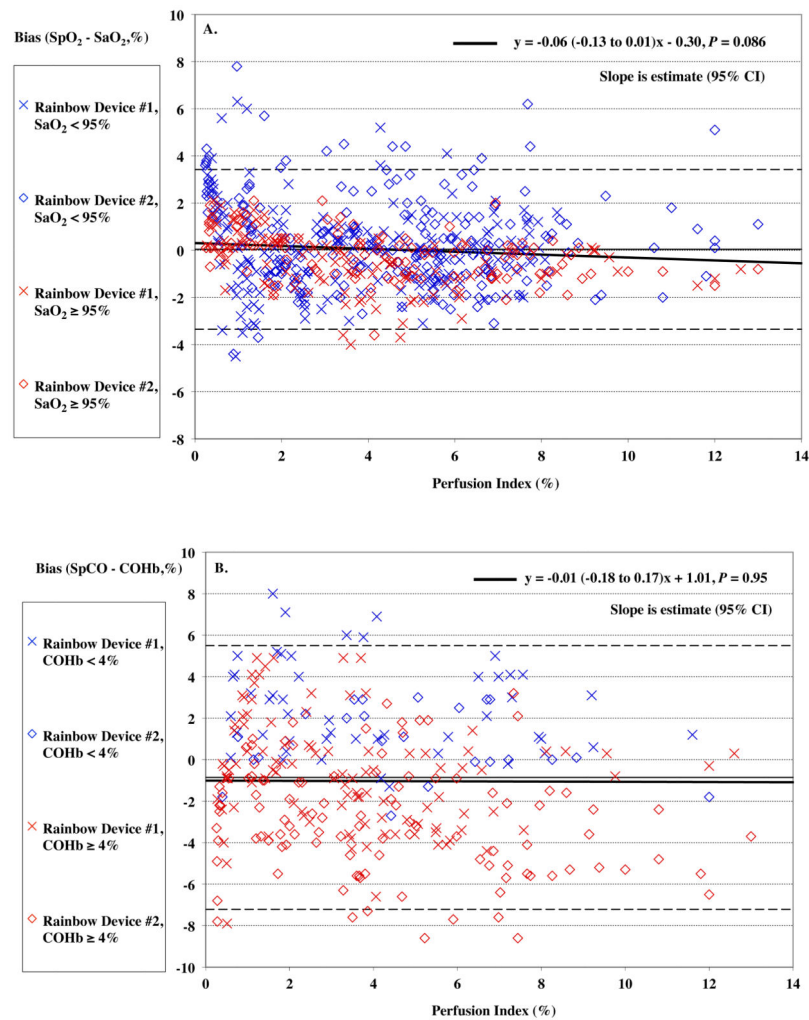 Bias (SpO2 - SaO2,%)
A.
y = -0.06 (-0.13 to 0.01)x - 0.30, P = 0.086
Slope is estimate (95% CI)
Rainbow Device #1,
SaO2 < 95%
Rainbow Device #2,
SaO2 < 95%
Rainbow Device #1,
SaO2 ≥ 95%
Rainbow Device #2,
SaO2 ≥ 95%
10
8
6
4
2
0
-2
-4
-6
-8
0 2 4 6 8 10 12 14
Perfusion Index (%)
Bias (SpCO - COHb,%)
B.
y = -0.01 (-0.18 to 0.17)x + 1.01, P = 0.95
Slope is estimate (95% CI)
Rainbow Device #1,
COHb < 4%
Rainbow Device #2,
COHb < 4%
Rainbow Device #1,
COHb ≥ 4%
Rainbow Device #2,
COHb ≥ 4%
10
8
6
4
2
0
-2
-4
-6
-8
-10
0 2 4 6 8 10 12 14
Perfusion Index (%)